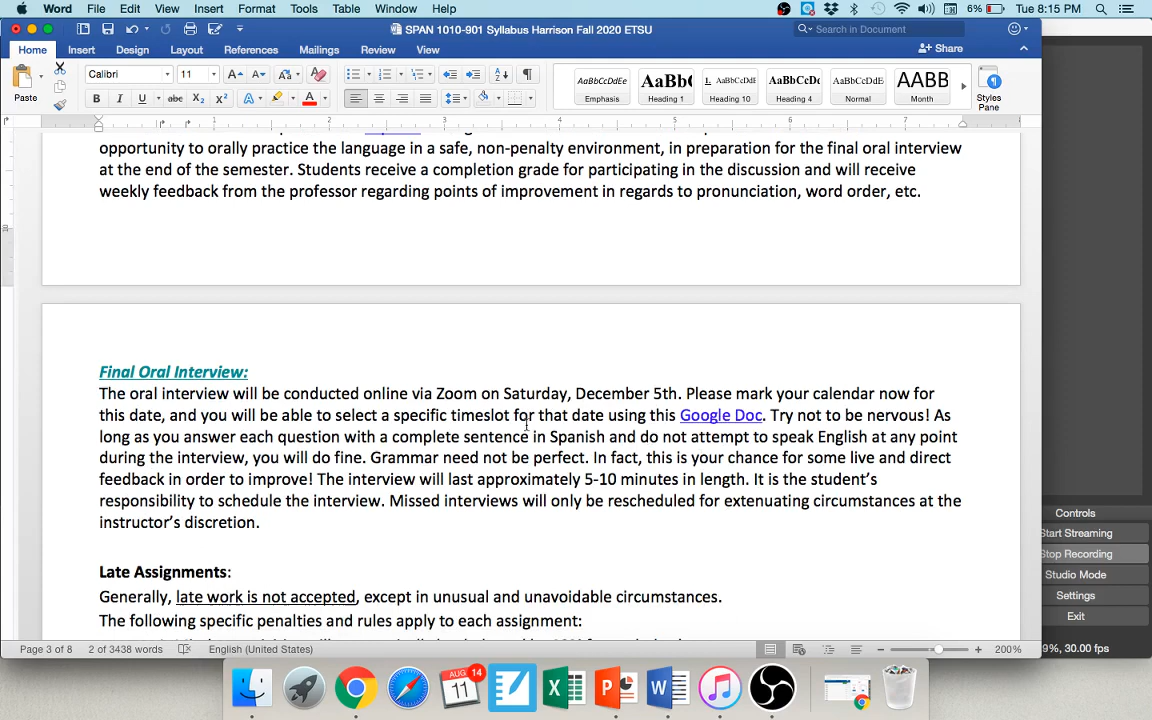 Word File Edit View Insert Format Tools Table Window Help 6% Tue 8:15 PM
SPAN 1010-901 Syllabus Harrison Fall 2020 ETSU
Search in Document
Home Insert Design Layout References Mailings Review View
Share
Paste
Calibri 11
B I U abc X₂ X²
AaBbCcDdEe AaBbC AaBbCcDdE AaBbCcDc AaBbCcDdEe AABB
Emphasis Heading 1 Heading 10 Heading 4 Normal Month
Styles
Pane
1 2 3 4 5 6 7
opportunity to orally practice the language in a safe, non-penalty environment, in preparation for the final oral interview
at the end of the semester. Students receive a completion grade for participating in the discussion and will receive
weekly feedback from the professor regarding points of improvement in regards to pronunciation, word order, etc.
Final Oral Interview:
The oral interview will be conducted online via Zoom on Saturday, December 5th. Please mark your calendar now for
this date, and you will be able to select a specific timeslot for that date using this Google Doc. Try not to be nervous! As
long as you answer each question with a complete sentence in Spanish and do not attempt to speak English at any point
during the interview, you will do fine. Grammar need not be perfect. In fact, this is your chance for some live and direct
feedback in order to improve! The interview will last approximately 5-10 minutes in length. It is the student's
responsibility to schedule the interview. Missed interviews will only be rescheduled for extenuating circumstances at the
instructor's discretion.
Late Assignments:
Generally, late work is not accepted, except in unusual and unavoidable circumstances.
The following specific penalties and rules apply to each assignment:
Page 3 of 8 2 of 3438 words English (United States) 200%
Controls
Start Streaming
Stop Recording
Studio Mode
Settings
Exit
9%, 30.00 fps
AUG 11
14